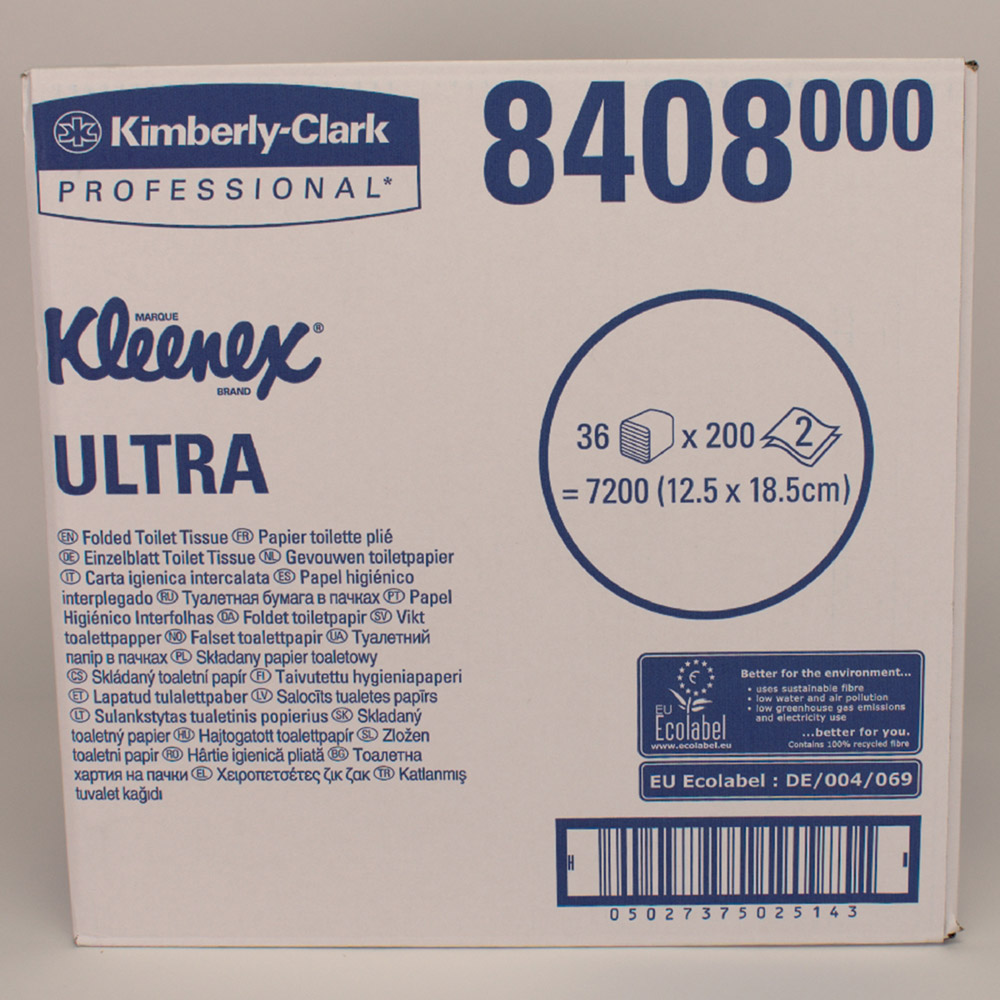 Kimberly-Clark
PROFESSIONAL*
8408000
MARQUE
Kleenex®
BRAND
ULTRA
36 x 200 2
= 7200 (12.5 x 18.5cm)
EN Folded Toilet Tissue FR Papier toilette plié
DE Einzelblatt Toilet Tissue NL Gevouwen toiletpapier
IT Carta igienica intercalata ES Papel higiénico
interplegado RU Туалетная бумага в пачках PT Papel
Higiénico Interfolhas DA Foldet toiletpapir SV Vikt
toalettpapper NO Falset toalettpapir UA Туалетний
папір в пачках PL Składany papier toaletowy
CS Skládaný toaletní papír FI Taivutettu hygieniapaperi
ET Lapatud tulalettpaber LV Salocīts tualetes papīrs
LT Sulankstytas tualetinis popierius SK Skladaný
toaletný papier HU Hajtogatott toalettpapír SL Zložen
toaletni papir RO Hârtie igienică pliată BG Тоалетна
хартия на пачки EL Χειροπετσέτες ζικ ζακ TR Katlanmış
tuvalet kağıdı
EU
Ecolabel
www.ecolabel.eu
Better for the environment...
• uses sustainable fibre
• low water and air pollution
• low greenhouse gas emissions
and electricity use
...better for you.
Contains 100% recycled fibre
EU Ecolabel : DE/004/069
H
05027375025143